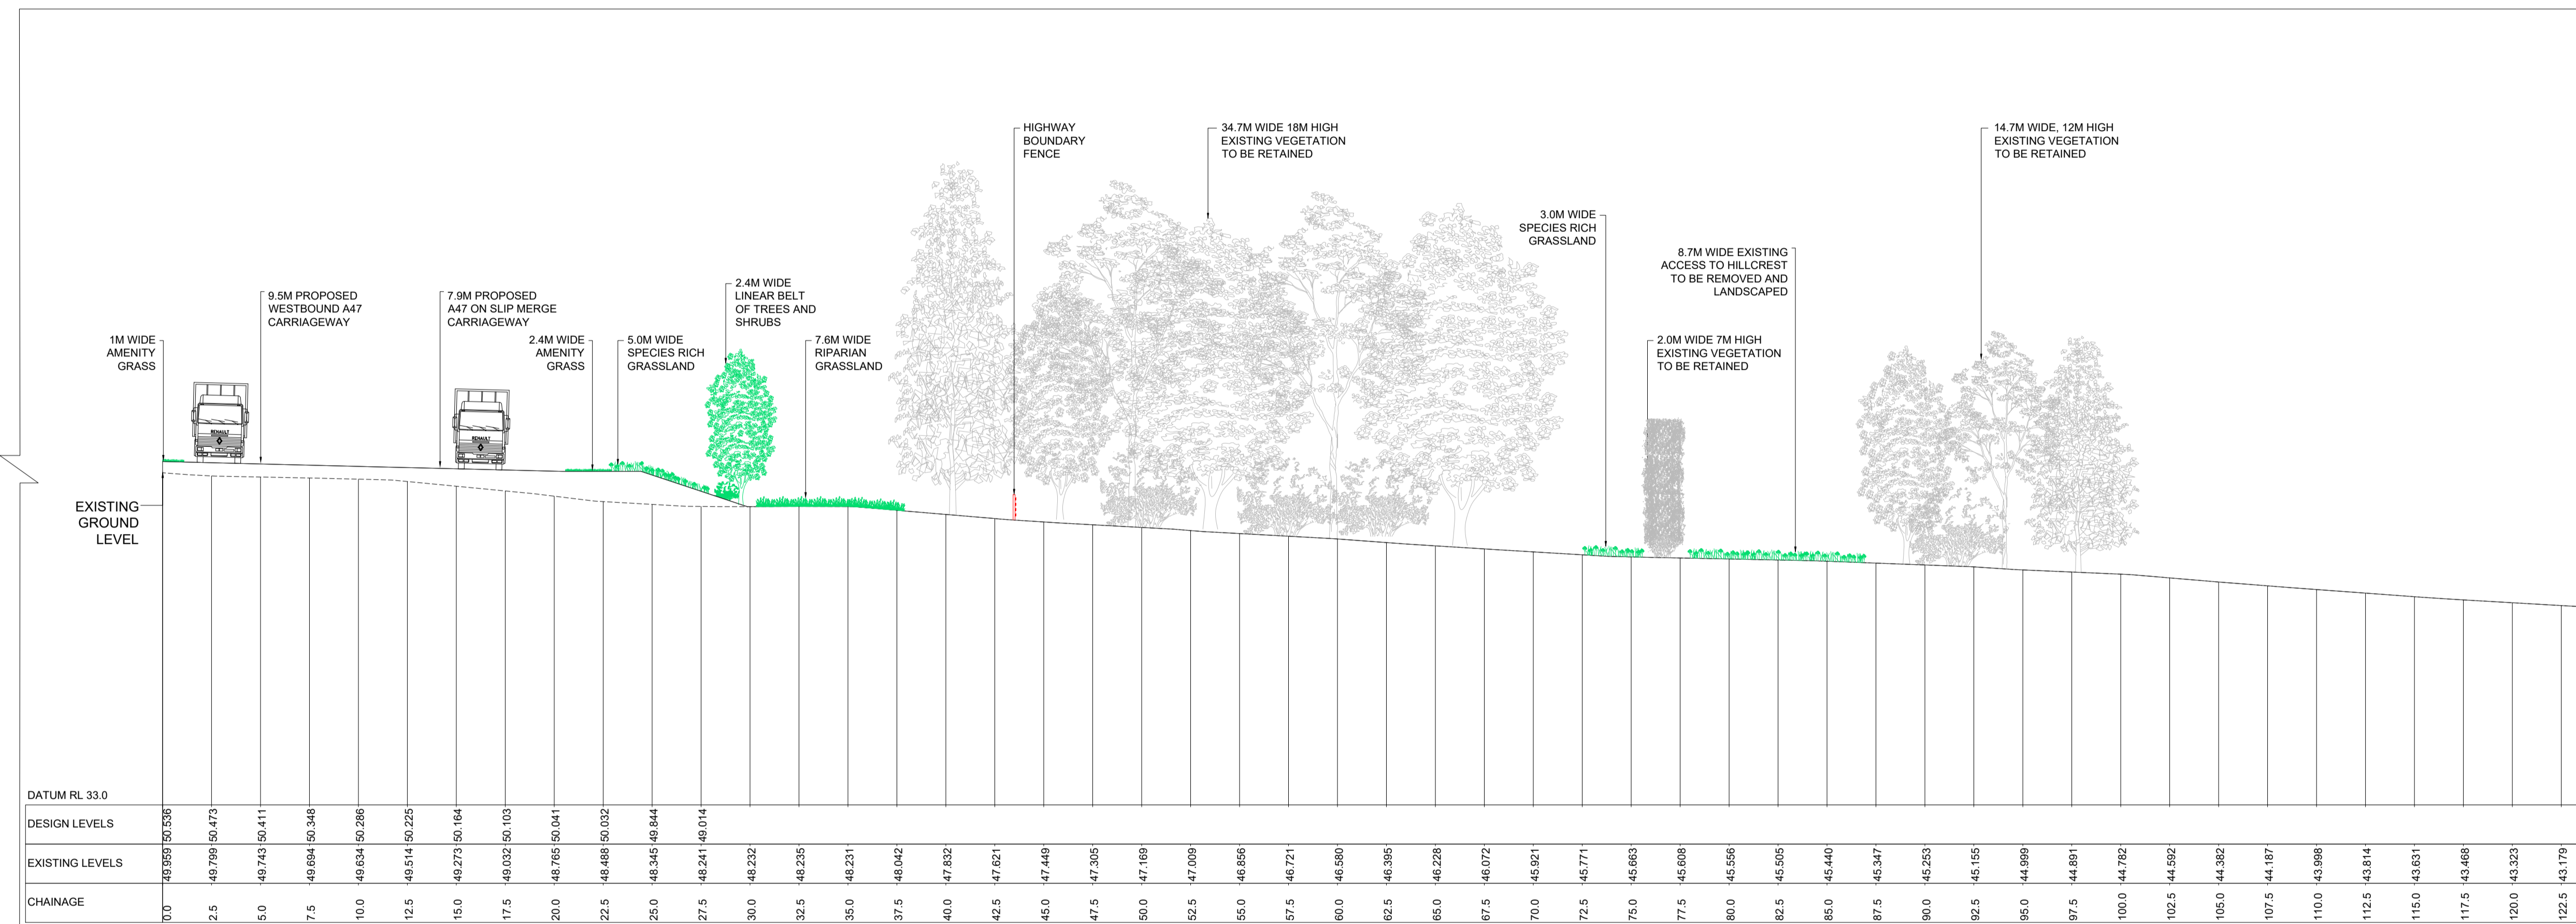 HIGHWAY
BOUNDARY
FENCE
34.7M WIDE 18M HIGH
EXISTING VEGETATION
TO BE RETAINED
14.7M WIDE, 12M HIGH
EXISTING VEGETATION
TO BE RETAINED
3.0M WIDE
SPECIES RICH
GRASSLAND
8.7M WIDE EXISTING
ACCESS TO HILLCREST
TO BE REMOVED AND
LANDSCAPED
2.4M WIDE
LINEAR BELT
OF TREES AND
SHRUBS
9.5M PROPOSED
WESTBOUND A47
CARRIAGEWAY
7.9M PROPOSED
A47 ON SLIP MERGE
CARRIAGEWAY
1M WIDE
AMENITY
GRASS
2.4M WIDE
AMENITY
GRASS
5.0M WIDE
SPECIES RICH
GRASSLAND
7.6M WIDE
RIPARIAN
GRASSLAND
2.0M WIDE 7M HIGH
EXISTING VEGETATION
TO BE RETAINED
RENAULT
RENAULT
EXISTING
GROUND
LEVEL
DATUM RL 33.0
DESIGN LEVELS 50.536 50.473 50.411 50.348 50.286 50.225 50.164 50.103 50.041 50.032 49.844 49.014
EXISTING LEVELS 49.959 49.799 49.743 49.694 49.634 49.514 49.273 49.032 48.765 48.488 48.345 48.241 48.232 48.235 48.231 48.042 47.832 47.621 47.449 47.305 47.169 47.009 46.856 46.721 46.580 46.395 46.228 46.072 45.921 45.771 45.663 45.608 45.556 45.505 45.440 45.347 45.253 45.155 44.999 44.891 44.782 44.592 44.382 44.187 43.998 43.814 43.631 43.468 43.323 43.179
CHAINAGE 0.0 2.5 5.0 7.5 10.0 12.5 15.0 17.5 20.0 22.5 25.0 27.5 30.0 32.5 35.0 37.5 40.0 42.5 45.0 47.5 50.0 52.5 55.0 57.5 60.0 62.5 65.0 67.5 70.0 72.5 75.0 77.5 80.0 82.5 85.0 87.5 90.0 92.5 95.0 97.5 100.0 102.5 105.0 107.5 110.0 112.5 115.0 117.5 120.0 122.5